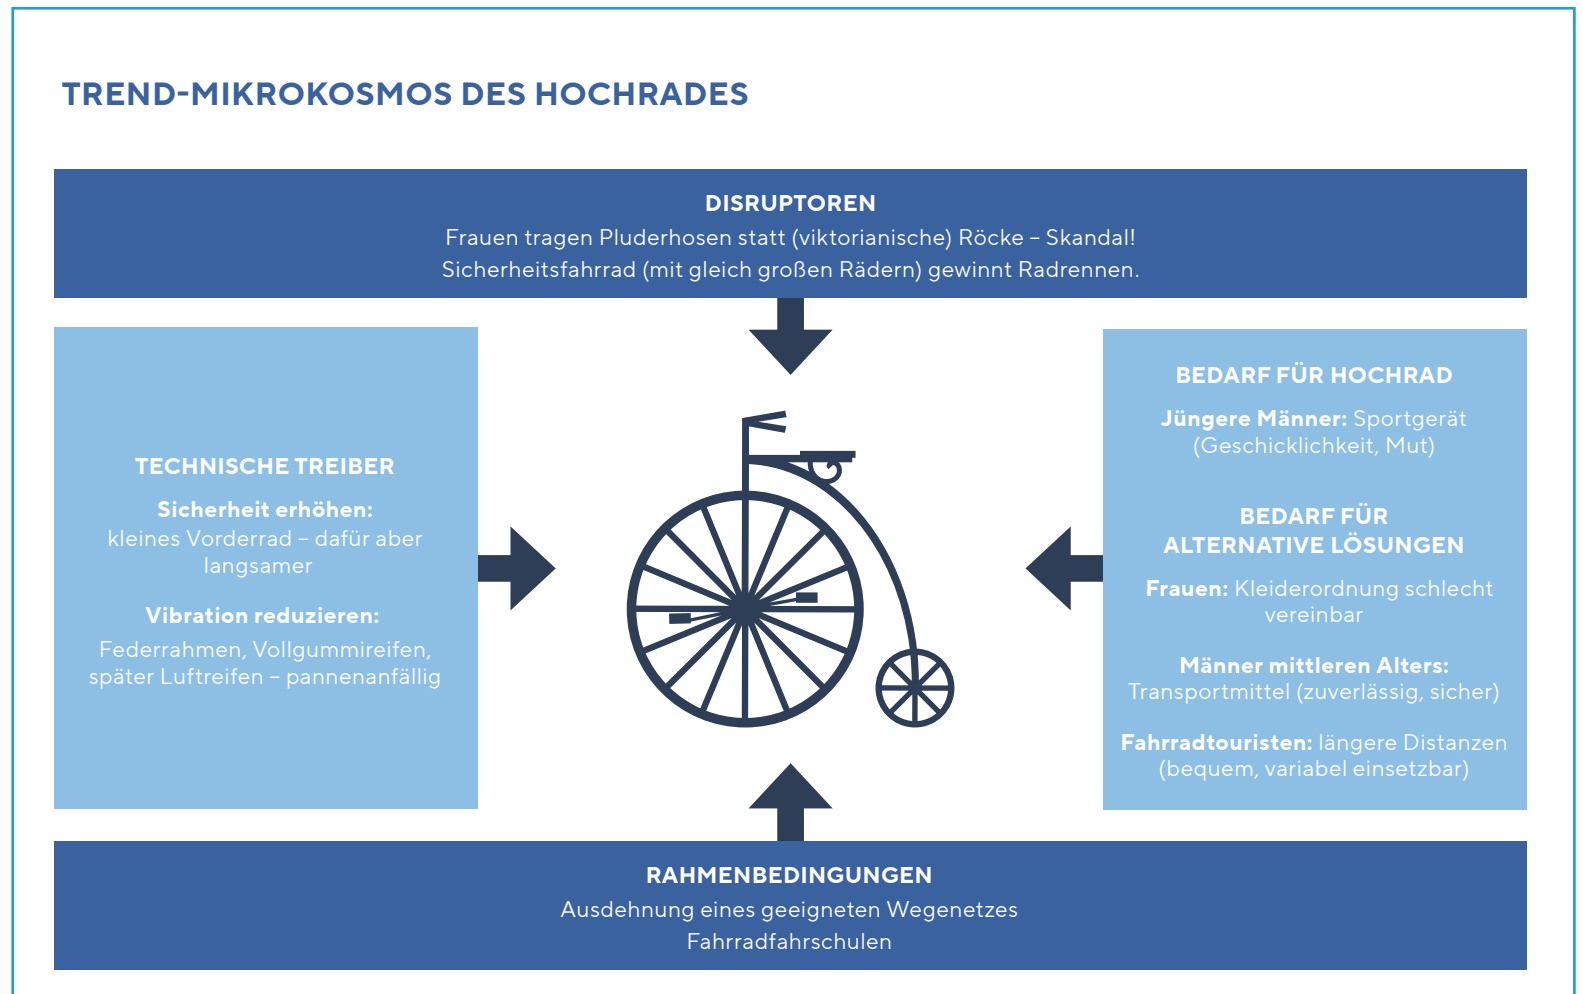 TREND-MIKROKOSMOS DES HOCHRADES
DISRUPTOREN
Frauen tragen Pluderhosen statt (viktorianische) Röcke – Skandal!
Sicherheitsfahrrad (mit gleich großen Rädern) gewinnt Radrennen.
TECHNISCHE TREIBER
Sicherheit erhöhen:
kleines Vorderrad – dafür aber
langsamer
Vibration reduzieren:
Federrahmen, Vollgummireifen,
später Luftreifen – pannenanfällig
BEDARF FÜR HOCHRAD
Jüngere Männer: Sportgerät
(Geschicklichkeit, Mut)
BEDARF FÜR
ALTERNATIVE LÖSUNGEN
Frauen: Kleiderordnung schlecht
vereinbar
Männer mittleren Alters:
Transportmittel (zuverlässig, sicher)
Fahrradtouristen: längere Distanzen
(bequem, variabel einsetzbar)
RAHMENBEDINGUNGEN
Ausdehnung eines geeigneten Wegenetzes
Fahrradfahrschulen